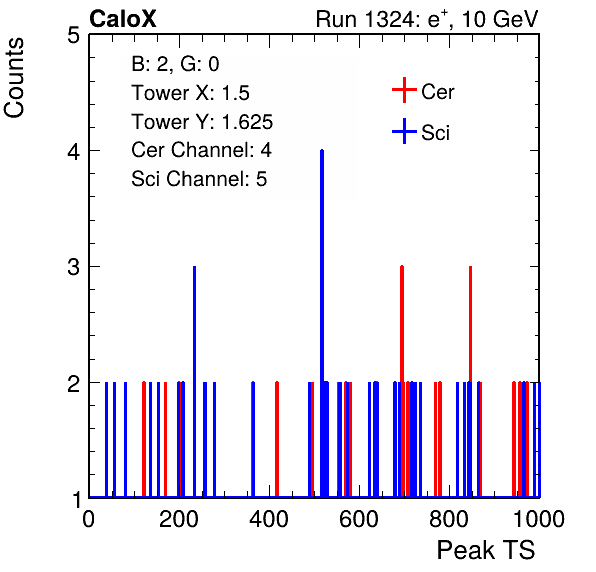 CaloX Run 1324: e⁺, 10 GeV
Counts
B: 2, G: 0
Tower X: 1.5
Tower Y: 1.625
Cer Channel: 4
Sci Channel: 5
Cer
Sci
5
4
3
2
1
0 200 400 600 800 1000
Peak TS